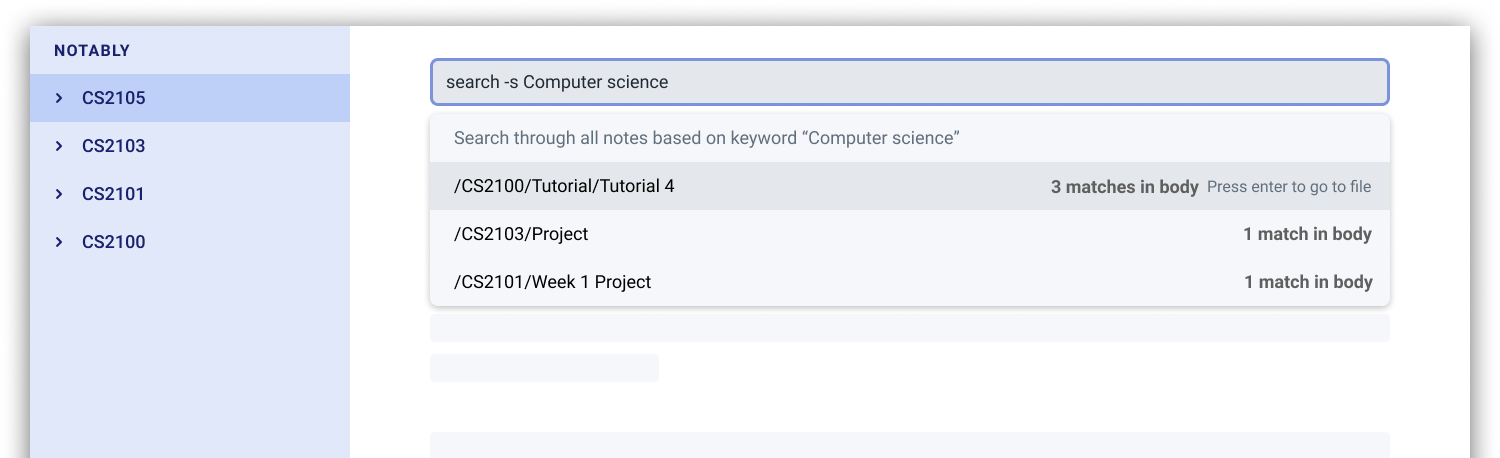 NOTABLY
CS2105
CS2103
CS2101
CS2100
search -s Computer science
Search through all notes based on keyword “Computer science”
/CS2100/Tutorial/Tutorial 4 3 matches in body Press enter to go to file
/CS2103/Project 1 match in body
/CS2101/Week 1 Project 1 match in body